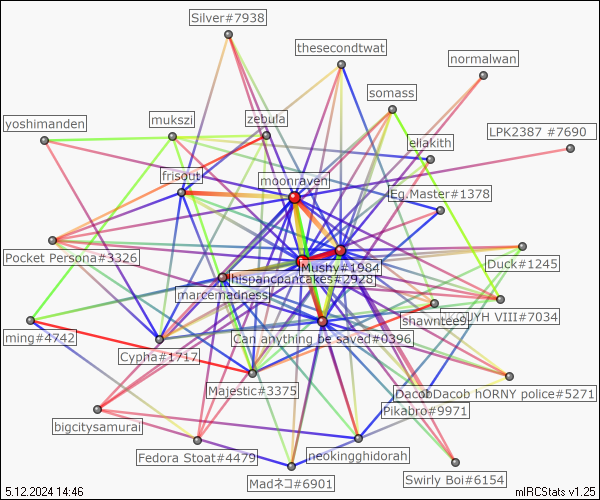 Silver#7938
thesecondtwat
normalwan
somass
yoshimanden
mukszi
zebula
LPK2387 #7690
eliakith
moonraven
frisout
Eg.Master#1378
Pocket Persona#3326
Duck#1245
Mushy#1984
hispancpantakes#2928
marcemadness
shawntee9
UYH VIII#7034
ming#4742
Can anything be saved#0396
Cypha#1717
Majestic#3375
Dacob hORNY police#5271
Pikabro#9971
bigcitysamurai
Fedora Stoat#4479
neokingghidorah
Madネコ#6901
Swirly Boi#6154
5.12.2024 14:46
mIRCStats v1.25